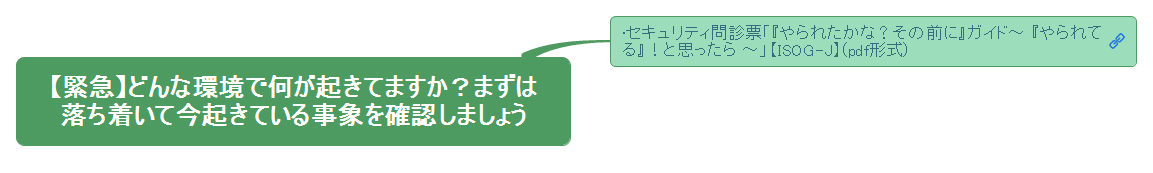 ・セキュリティ問診票「『やられたかな？その前に』ガイド～『やられて
る』！と思ったら ～」【ISOG-J】（pdf形式）
【緊急】どんな環境で何が起きてますか？まずは
落ち着いて今起きている事象を確認しましょう